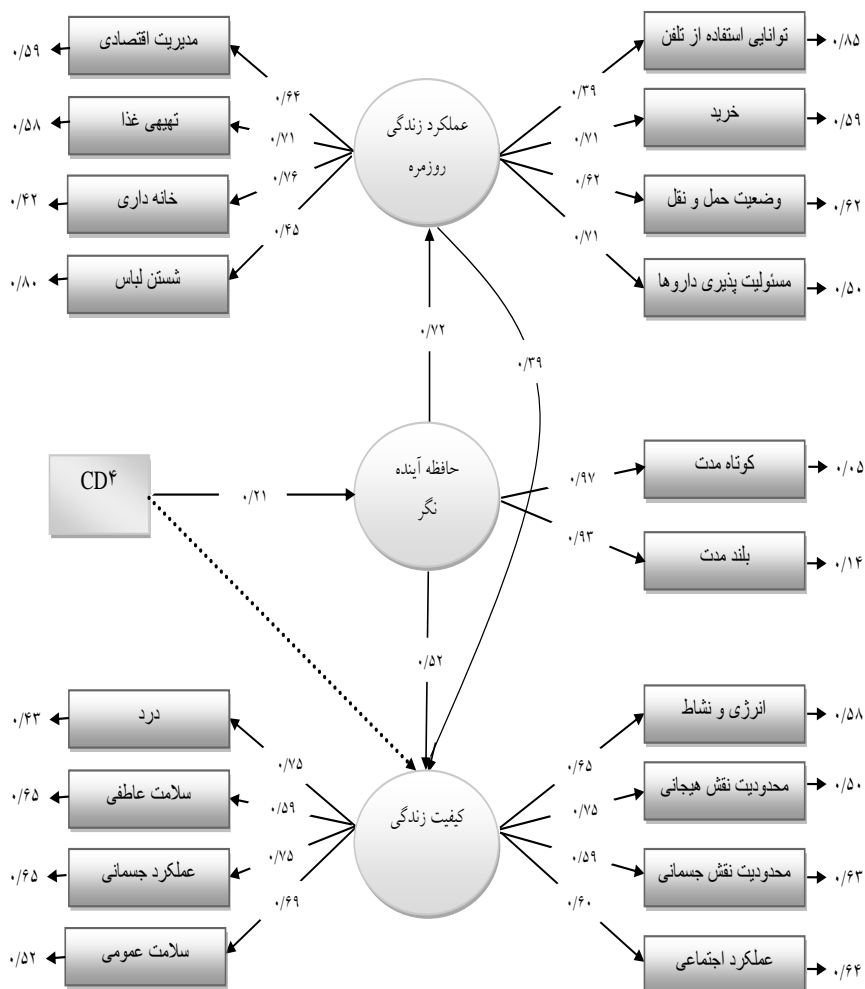 توانایی استفاده از تلفن
۰/۸۵
۰/۳۹
خرید
۰/۵۹
۰/۷۱
وضعیت حمل و نقل
۰/۶۲
۰/۶۲
مسئولیت پذیری داروها
۰/۵۰
۰/۷۱
عملکرد زندگی
روزمره
مدیریت اقتصادی
۰/۵۹
۰/۶۴
تهیهی غذا
۰/۵۸
۰/۷۱
خانه داری
۰/۴۲
۰/۷۶
شستن لباس
۰/۸۰
۰/۴۵
۰/۷۲
۰/۳۹
کوتاه مدت
۰/۰۵
۰/۹۷
بلند مدت
۰/۱۴
۰/۹۳
حافظه آینده
نگر
۰/۲۱
CD۴
۰/۵۲
انرژی و نشاط
۰/۵۸
۰/۶۵
محدودیت نقش هیجانی
۰/۵۰
۰/۷۵
محدودیت نقش جسمانی
۰/۶۳
۰/۵۹
عملکرد اجتماعی
۰/۶۴
۰/۶۰
کیفیت زندگی
درد
۰/۴۳
۰/۷۵
سلامت عاطفی
۰/۶۵
۰/۵۹
عملکرد جسمانی
۰/۶۵
۰/۷۵
سلامت عمومی
۰/۵۲
۰/۶۹